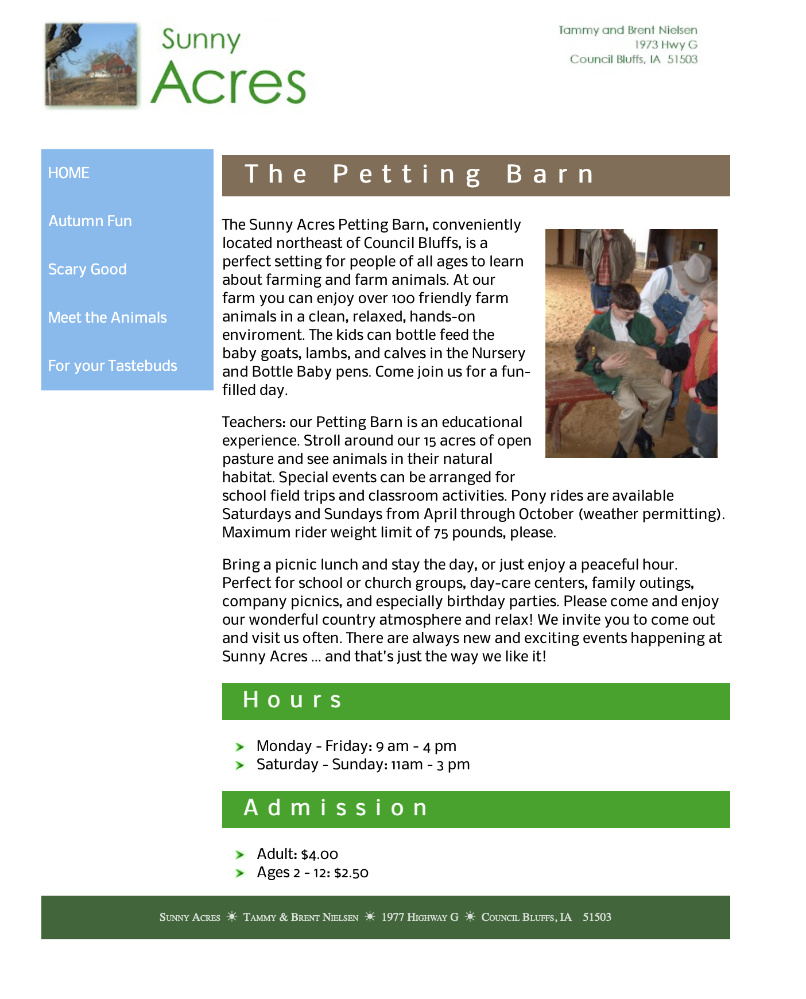 Sunny
Acres
Tammy and Brent Nielsen
1973 Hwy G
Council Bluffs, IA 51503
HOME
Autumn Fun
Scary Good
Meet the Animals
For your Tastebuds
The Petting Barn
The Sunny Acres Petting Barn, conveniently
located northeast of Council Bluffs, is a
perfect setting for people of all ages to learn
about farming and farm animals. At our
farm you can enjoy over 100 friendly farm
animals in a clean, relaxed, hands-on
enviroment. The kids can bottle feed the
baby goats, lambs, and calves in the Nursery
and Bottle Baby pens. Come join us for a fun-
filled day.
Teachers: our Petting Barn is an educational
experience. Stroll around our 15 acres of open
pasture and see animals in their natural
habitat. Special events can be arranged for
school field trips and classroom activities. Pony rides are available
Saturdays and Sundays from April through October (weather permitting).
Maximum rider weight limit of 75 pounds, please.
Bring a picnic lunch and stay the day, or just enjoy a peaceful hour.
Perfect for school or church groups, day-care centers, family outings,
company picnics, and especially birthday parties. Please come and enjoy
our wonderful country atmosphere and relax! We invite you to come out
and visit us often. There are always new and exciting events happening at
Sunny Acres ... and that's just the way we like it!
Hours
Monday - Friday: 9 am - 4 pm
Saturday - Sunday: 11am - 3 pm
Admission
Adult: $4.00
Ages 2 - 12: $2.50
Sunny Acres ☀ Tammy & Brent Nielsen ☀ 1977 Highway G ☀ Council Bluffs, IA 51503